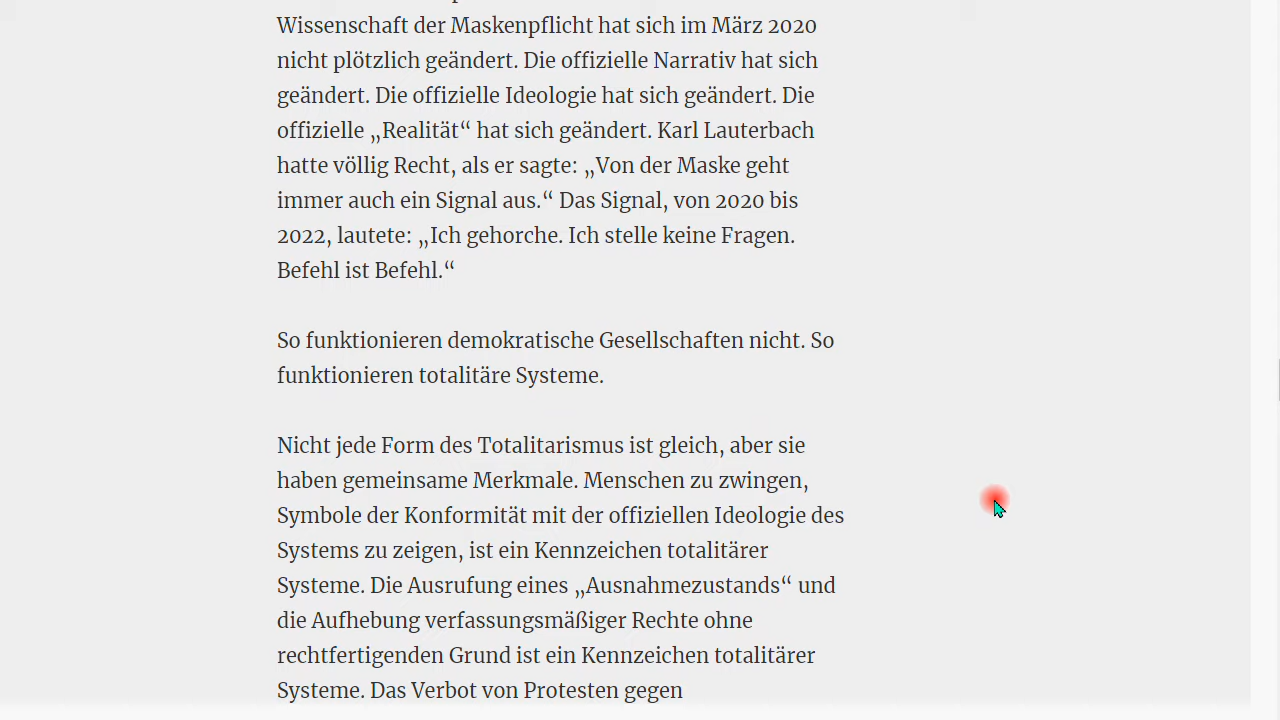 Wissenschaft der Maskenpflicht hat sich im März 2020
nicht plötzlich geändert. Die offizielle Narrativ hat sich
geändert. Die offizielle Ideologie hat sich geändert. Die
offizielle „Realität“ hat sich geändert. Karl Lauterbach
hatte völlig Recht, als er sagte: „Von der Maske geht
immer auch ein Signal aus.“ Das Signal, von 2020 bis
2022, lautete: „Ich gehorche. Ich stelle keine Fragen.
Befehl ist Befehl.“
So funktionieren demokratische Gesellschaften nicht. So
funktionieren totalitäre Systeme.
Nicht jede Form des Totalitarismus ist gleich, aber sie
haben gemeinsame Merkmale. Menschen zu zwingen,
Symbole der Konformität mit der offiziellen Ideologie des
Systems zu zeigen, ist ein Kennzeichen totalitärer
Systeme. Die Ausrufung eines „Ausnahmezustands“ und
die Aufhebung verfassungsmäßiger Rechte ohne
rechtfertigenden Grund ist ein Kennzeichen totalitärer
Systeme. Das Verbot von Protesten gegen